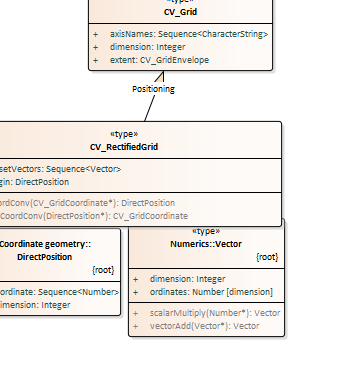 CV_Grid
+ axisNames: Sequence<CharacterString>
+ dimension: Integer
+ extent: CV_GridEnvelope
Positioning
«type»
CV_RectifiedGrid
setVectors: Sequence<Vector>
gin: DirectPosition
ordConv(CV_GridCoordinate*): DirectPosition
CoordConv(DirectPosition*): CV_GridCoordinate
Coordinate geometry::
DirectPosition
{root}
ordinate: Sequence<Number>
imension: Integer
«type»
Numerics::Vector
{root}
+ dimension: Integer
+ ordinates: Number [dimension]
+ scalarMultiply(Number*): Vector
+ vectorAdd(Vector*): Vector